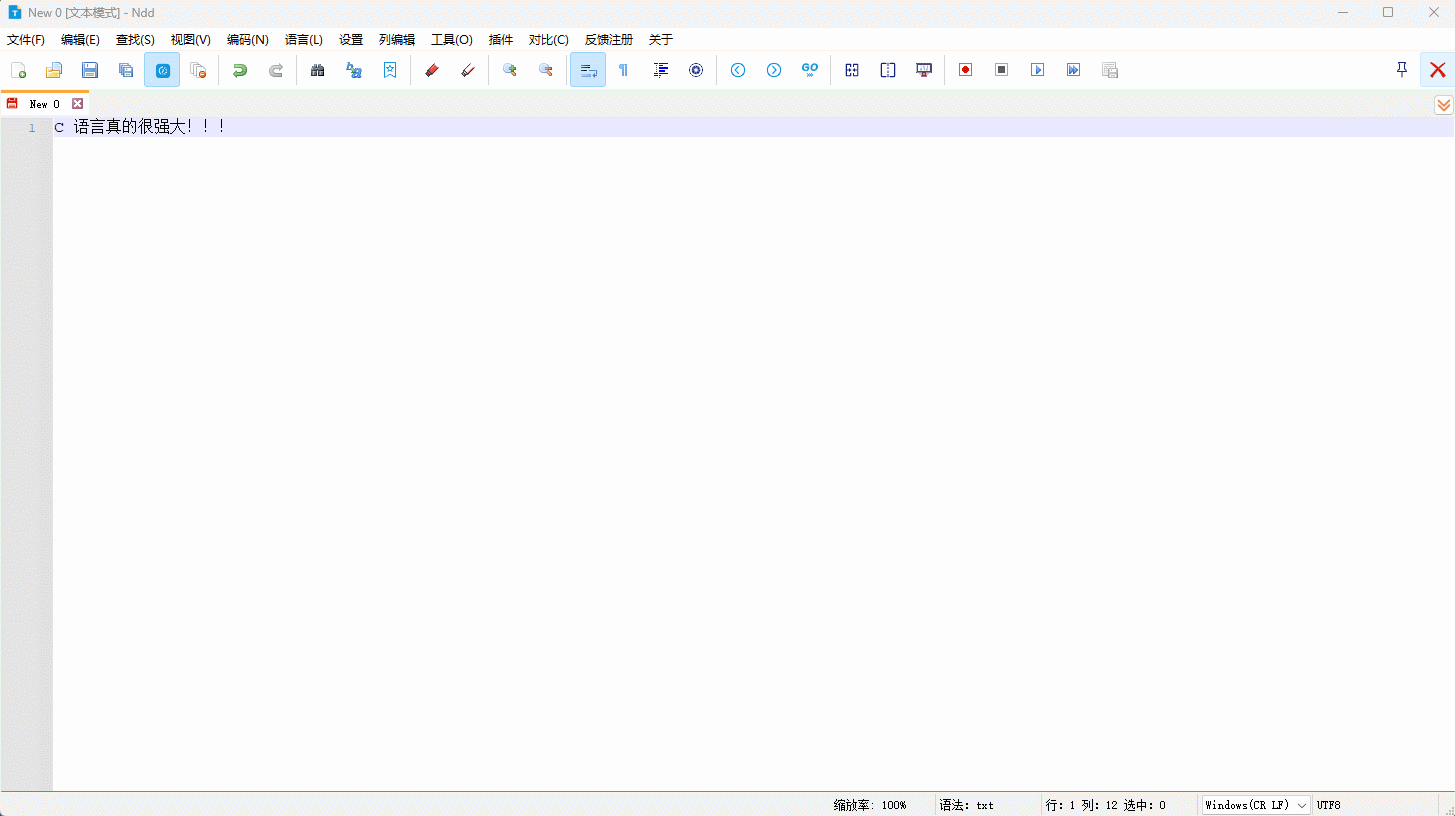 New 0 [文本模式] - Ndd
文件(F) 编辑(E) 查找(S) 视图(V) 编码(N) 语言(L) 设置 列编辑 工具(O) 插件 对比(C) 反馈注册 关于
GO
New 0
1 C 语言真的很强大！！！
缩放率: 100% 语法: txt 行: 1 列: 12 选中: 0 Windows(CR LF) UTF8